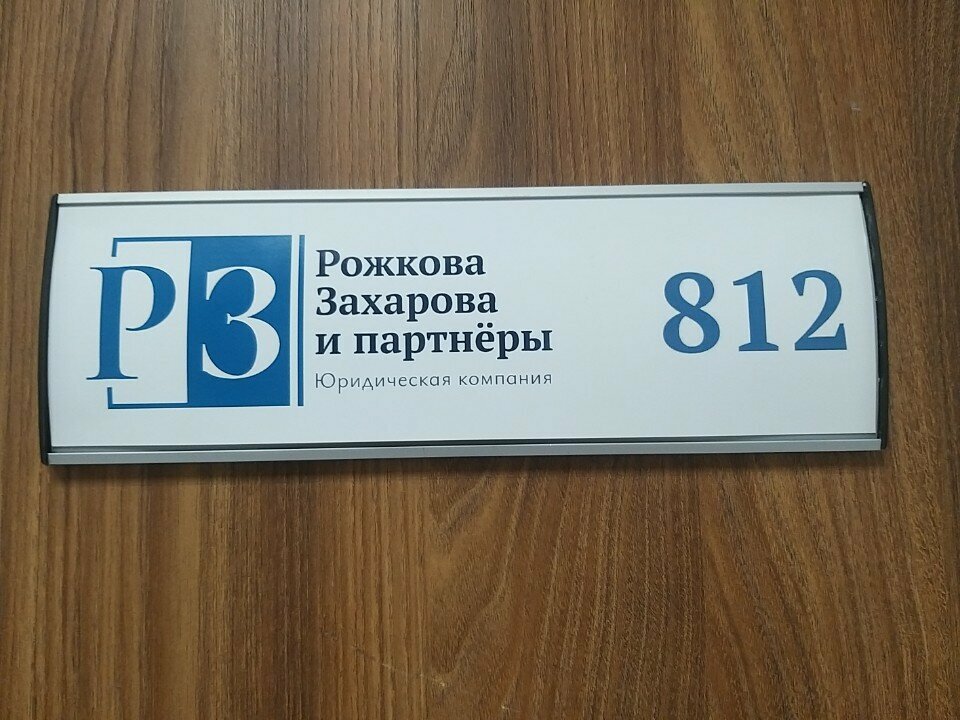 РЗ
Рожкова
Захарова
и партнёры
Юридическая компания
812